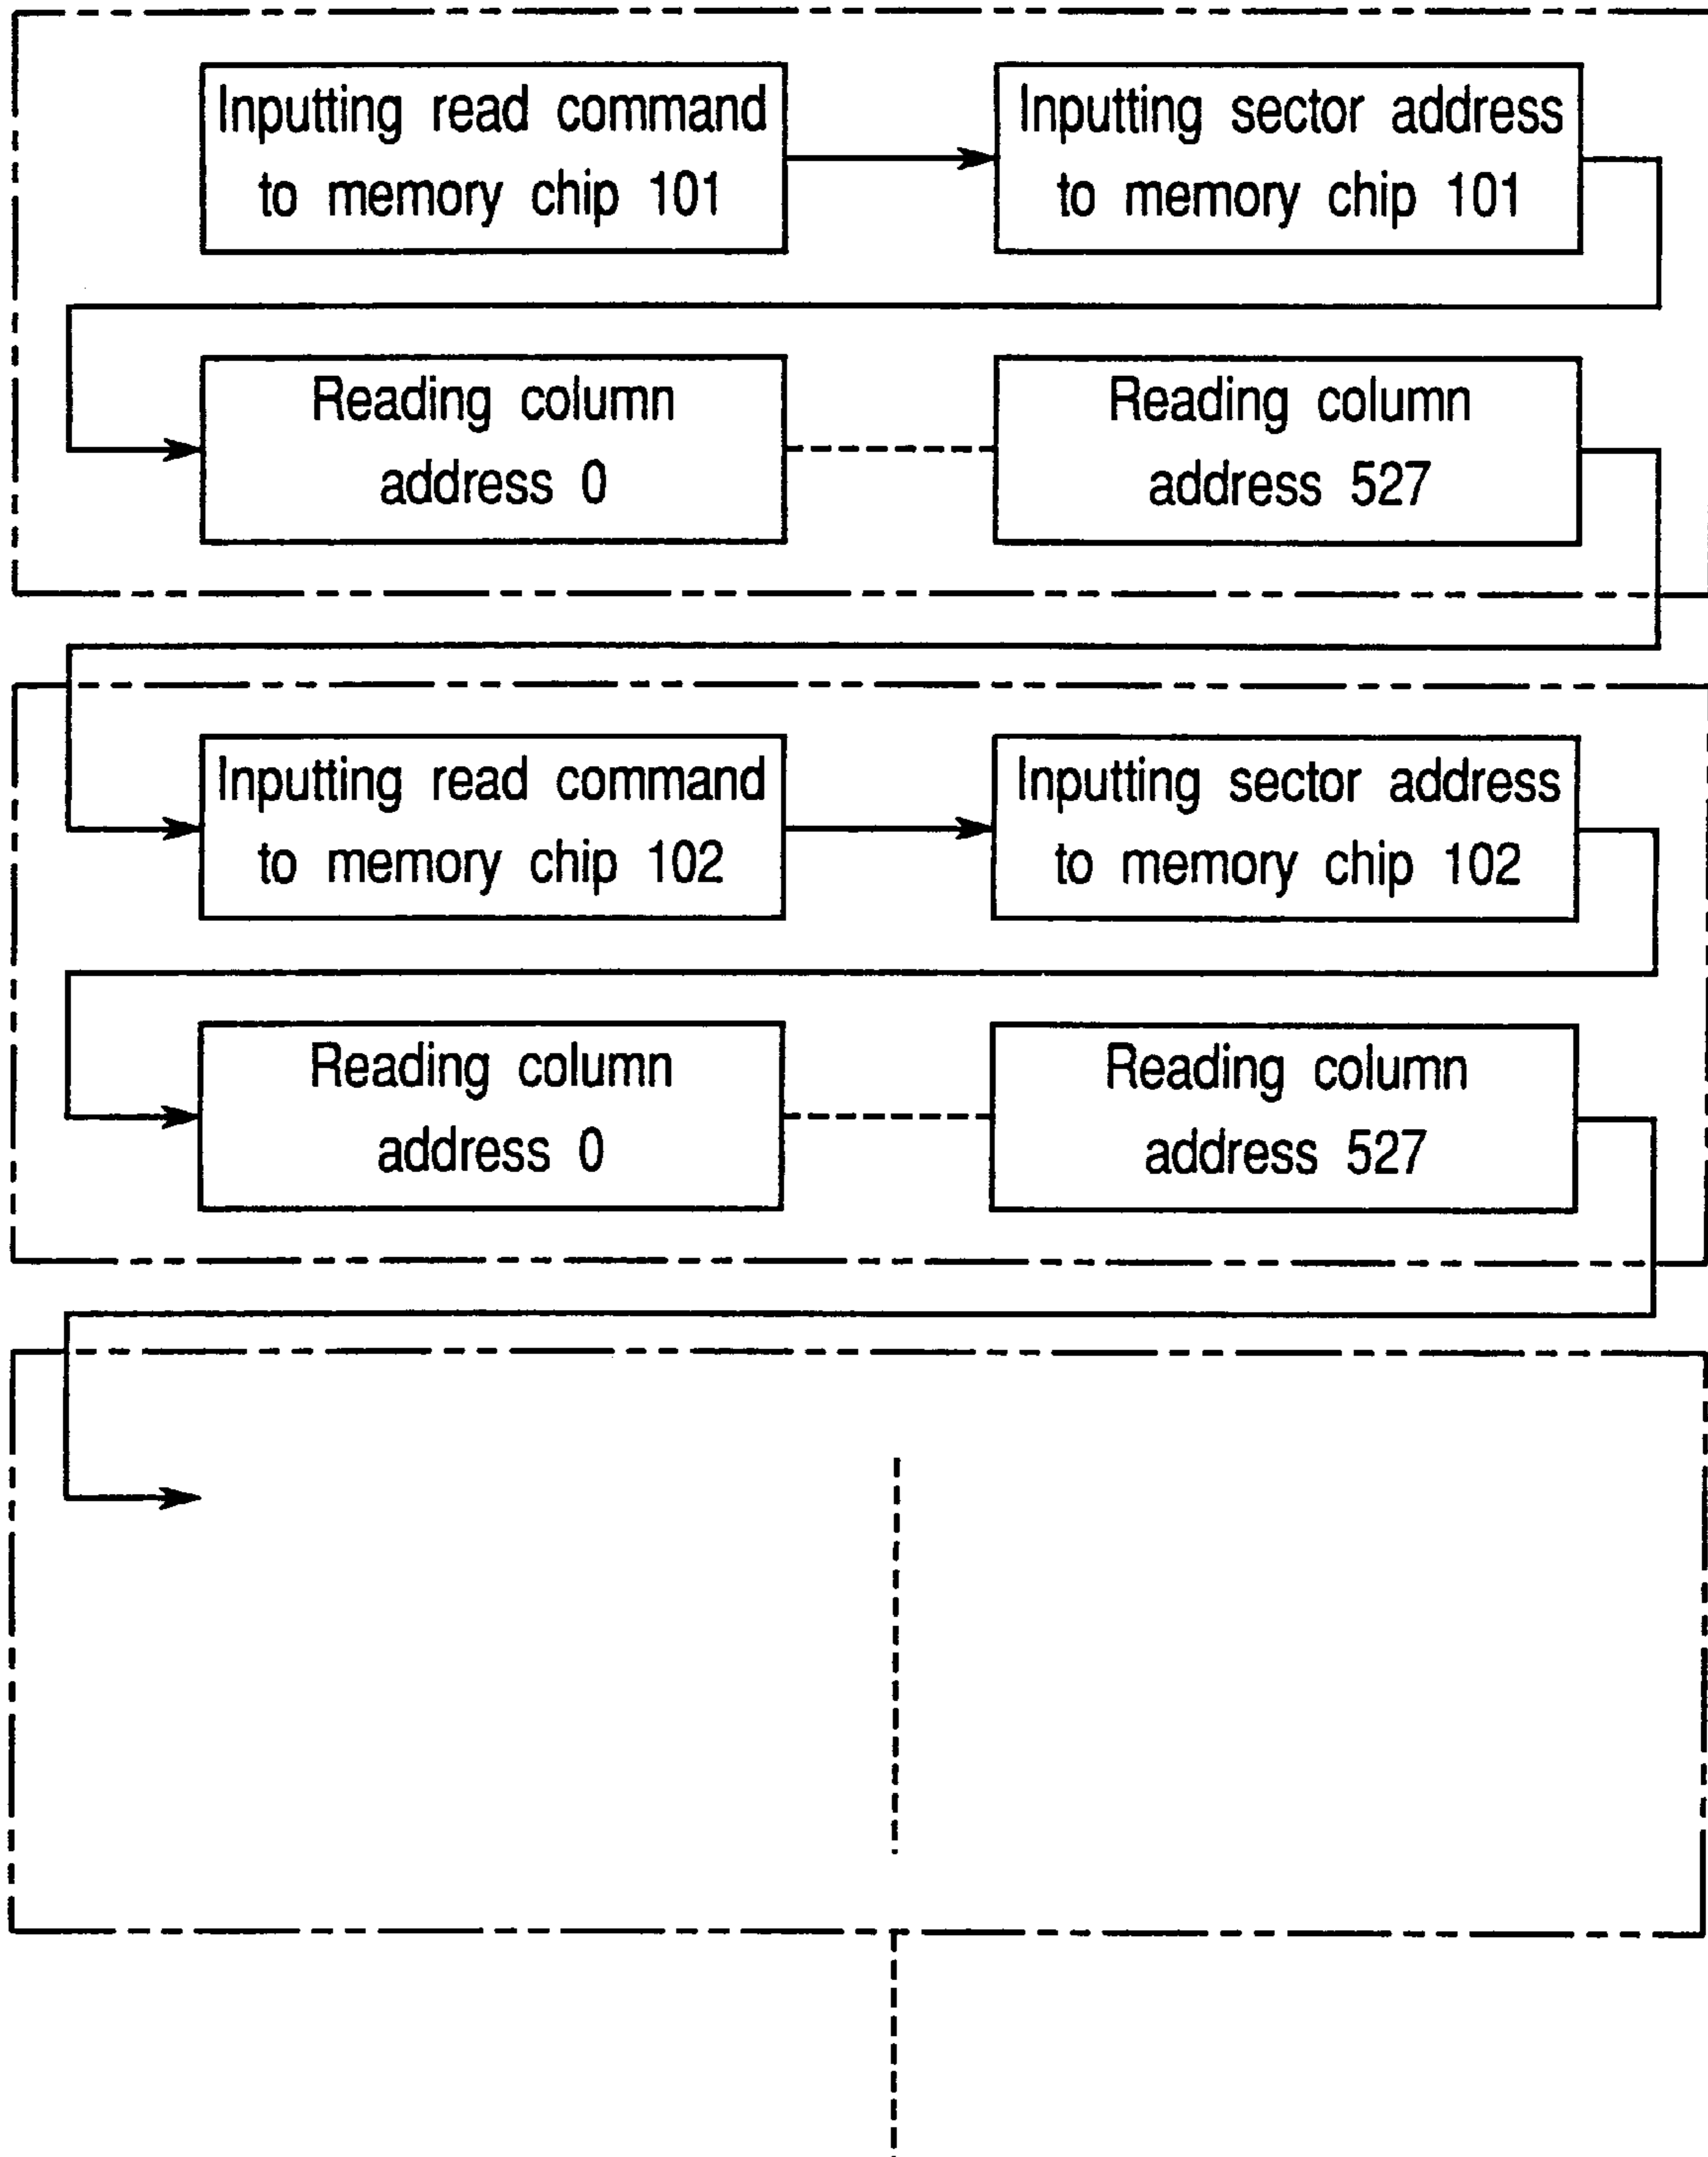 Inputting read command
to memory chip 101
Inputting sector address
to memory chip 101
Reading column
address 0
Reading column
address 527
Inputting read command
to memory chip 102
Inputting sector address
to memory chip 102
Reading column
address 0
Reading column
address 527